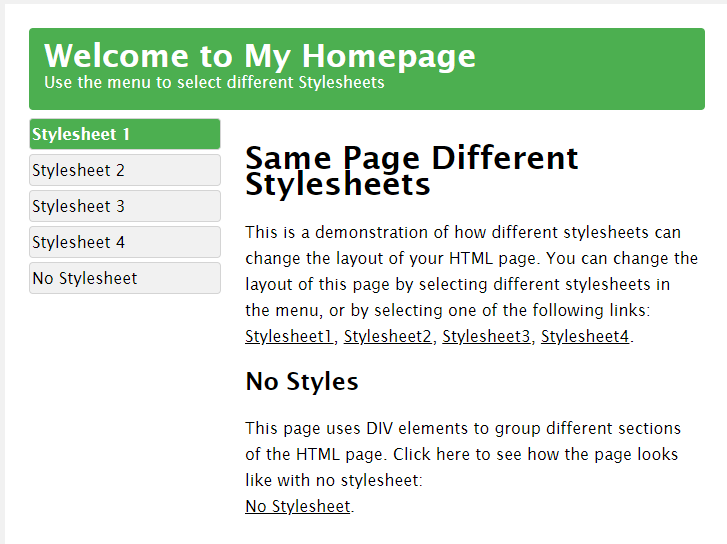 Welcome to My Homepage
Use the menu to select different Stylesheets
Stylesheet 1
Stylesheet 2
Stylesheet 3
Stylesheet 4
No Stylesheet
Same Page Different
Stylesheets
This is a demonstration of how different stylesheets can
change the layout of your HTML page. You can change the
layout of this page by selecting different stylesheets in
the menu, or by selecting one of the following links:
Stylesheet1, Stylesheet2, Stylesheet3, Stylesheet4.
No Styles
This page uses DIV elements to group different sections
of the HTML page. Click here to see how the page looks
like with no stylesheet:
No Stylesheet.